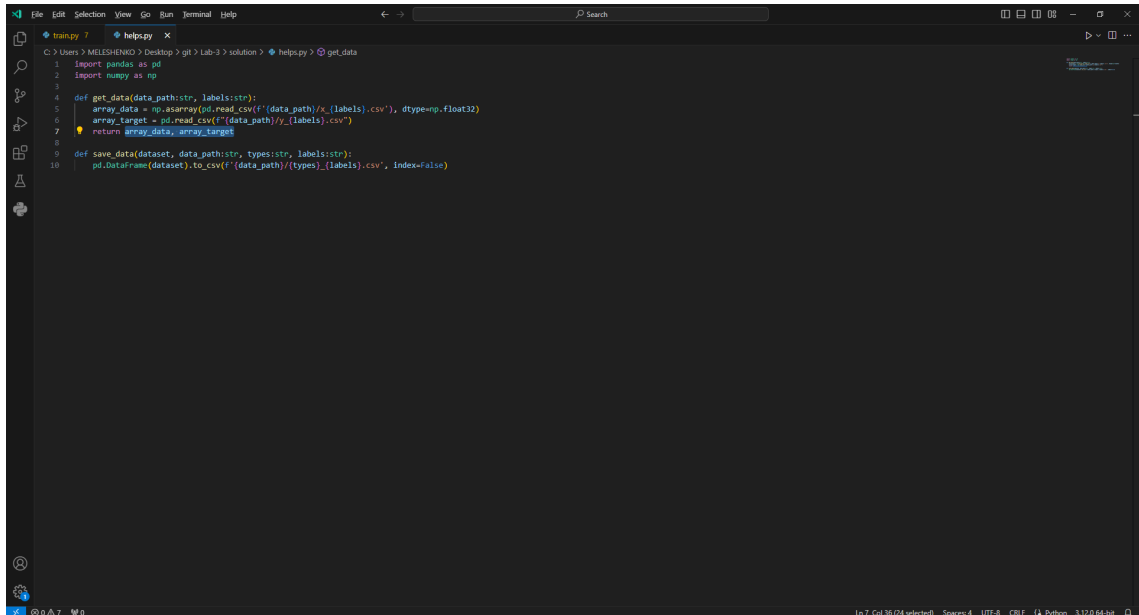 File Edit Selection View Go Run Terminal Help
Search
train.py 7 helps.py
C: > Users > MELESHENKO > Desktop > git > Lab-3 > solution > helps.py > get_data
1 import pandas as pd
2 import numpy as np
3
4 def get_data(data_path:str, labels:str):
5 array_data = np.asarray(pd.read_csv(f'{data_path}/x_{labels}.csv'), dtype=np.float32)
6 array_target = pd.read_csv(f"{data_path}/y_{labels}.csv")
7 return array_data, array_target
8
9 def save_data(dataset, data_path:str, types:str, labels:str):
10 pd.DataFrame(dataset).to_csv(f'{data_path}/{types}_{labels}.csv', index=False)
1
0 7 0 Ln 7, Col 36 (24 selected) Spaces: 4 UTF-8 CRLF Python 3.12.0 64-bit